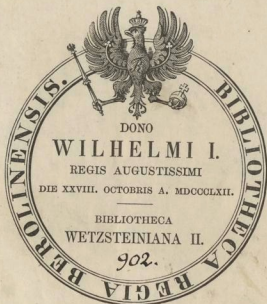 BIBLIOTHECA REGIA BEROLINENSIS.
DONO
WILHELMI I.
REGIS AUGUSTISSIMI
DIE XXVIII. OCTOBRIS A. MDCCCLXII.
BIBLIOTHECA
WETZSTEINIANA II.
902.